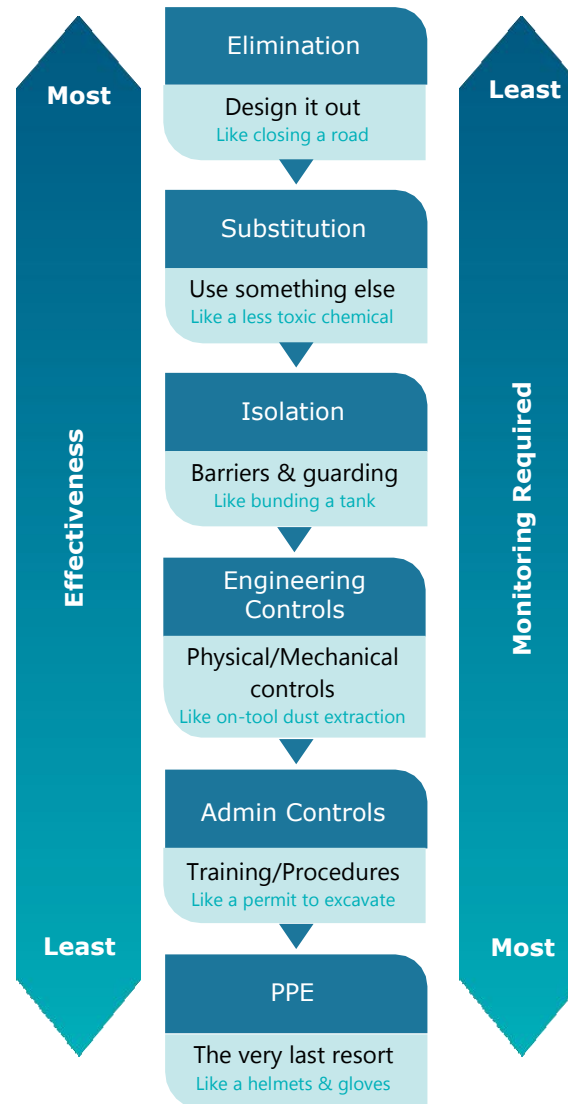 Most
Least
Elimination
Design it out
Like closing a road
Substitution
Use something else
Like a less toxic chemical
Isolation
Barriers & guarding
Like bunding a tank
Effectiveness
Monitoring Required
Engineering
Controls
Physical/Mechanical
controls
Like on-tool dust extraction
Admin Controls
Training/Procedures
Like a permit to excavate
Least
Most
PPE
The very last resort
Like a helmets & gloves